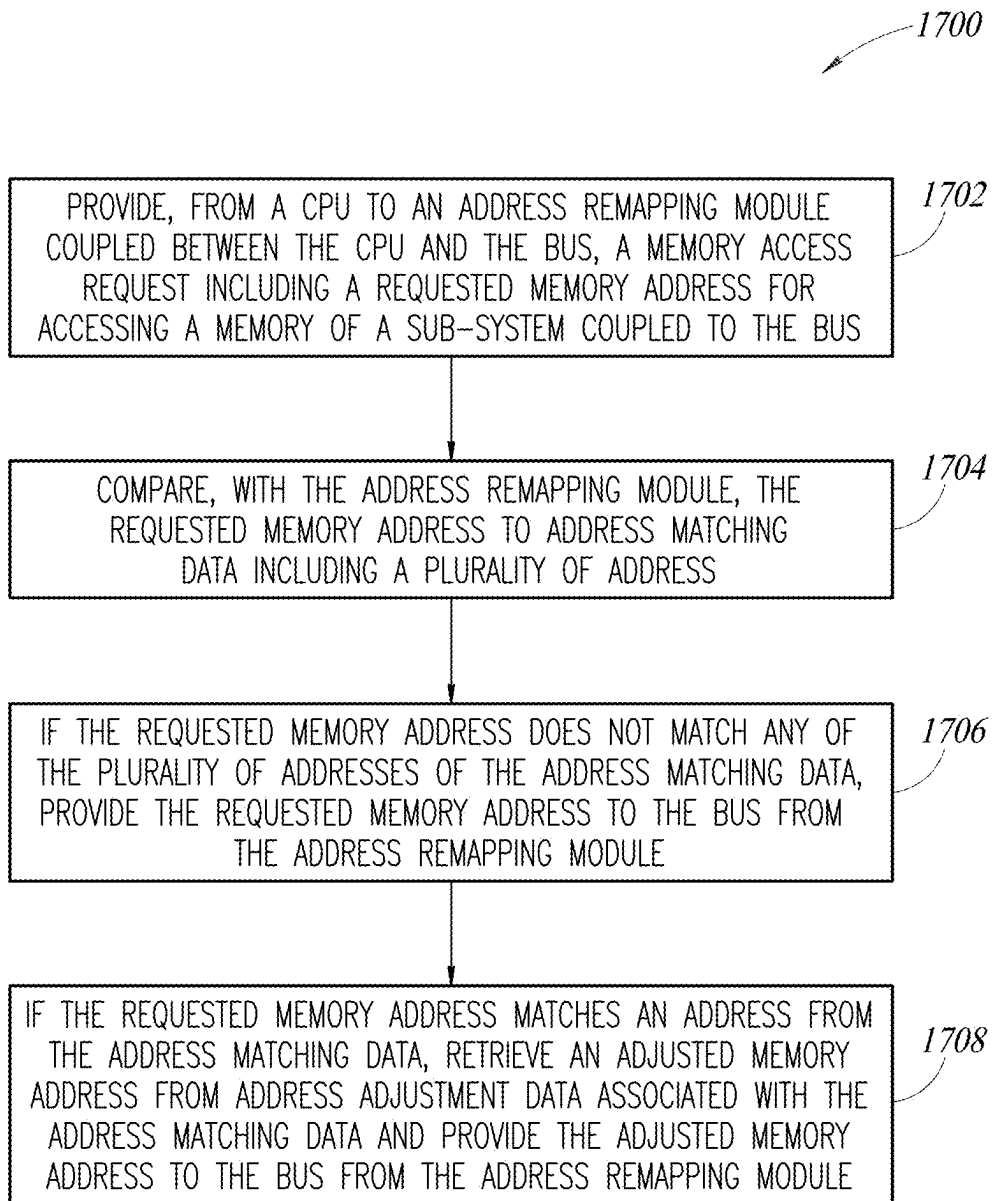 1700
PROVIDE, FROM A CPU TO AN ADDRESS REMAPPING MODULE
COUPLED BETWEEN THE CPU AND THE BUS, A MEMORY ACCESS
REQUEST INCLUDING A REQUESTED MEMORY ADDRESS FOR
ACCESSING A MEMORY OF A SUB-SYSTEM COUPLED TO THE BUS
1702
COMPARE, WITH THE ADDRESS REMAPPING MODULE, THE
REQUESTED MEMORY ADDRESS TO ADDRESS MATCHING
DATA INCLUDING A PLURALITY OF ADDRESS
1704
IF THE REQUESTED MEMORY ADDRESS DOES NOT MATCH ANY OF
THE PLURALITY OF ADDRESSES OF THE ADDRESS MATCHING DATA,
PROVIDE THE REQUESTED MEMORY ADDRESS TO THE BUS FROM
THE ADDRESS REMAPPING MODULE
1706
IF THE REQUESTED MEMORY ADDRESS MATCHES AN ADDRESS FROM
THE ADDRESS MATCHING DATA, RETRIEVE AN ADJUSTED MEMORY
ADDRESS FROM ADDRESS ADJUSTMENT DATA ASSOCIATED WITH THE
ADDRESS MATCHING DATA AND PROVIDE THE ADJUSTED MEMORY
ADDRESS TO THE BUS FROM THE ADDRESS REMAPPING MODULE
1708